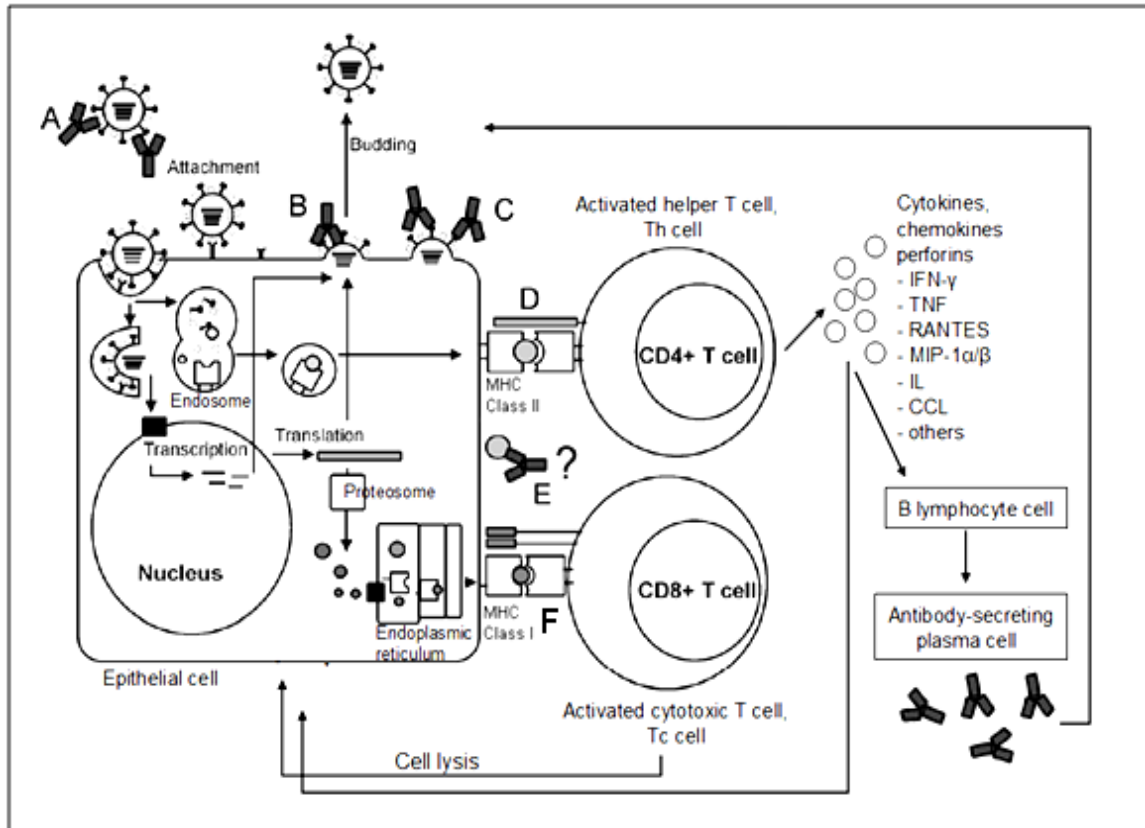 A
Attachment
Budding
B
C
Activated helper T cell,
Th cell
Cytokines,
chemokines
perforins
- IFN-γ
- TNF
- RANTES
- MIP-1α/β
- IL
- CCL
- others
D
CD4+ T cell
MHC
Class II
Endosome
Transcription
Translation
E
?
Proteosome
B lymphocyte cell
Nucleus
CD8+ T cell
MHC
Class I
F
Endoplasmic
reticulum
Antibody-secreting
plasma cell
Epithelial cell
Activated cytotoxic T cell,
Tc cell
Cell lysis